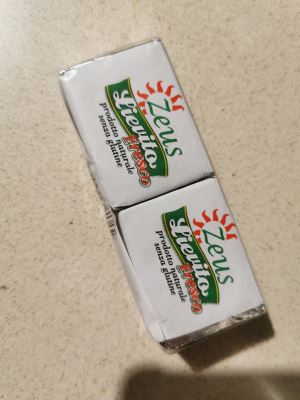 Zeus
Lievito
fresco
prodotto naturale
senza glutine
Zeus
Lievito
fresco
prodotto naturale
senza glutine